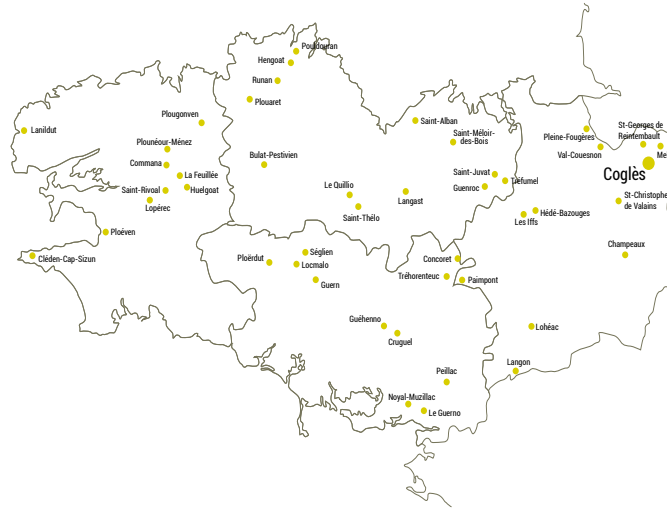 Pouldouran
Hengoat
Runan
Plouaret
Plougonven
Lanildut
Saint-Alban
Saint-Méloir-
des-Bois
St-Georges de
Reintembault
Pleine-Fougères
Val-Couesnon
Me
Coglès
Plounéour-Ménez
Commana
La Feuillée
Saint-Rivoal
Huelgoat
Lopérec
Bulat-Pestivien
Le Quillio
Saint-Thélo
Langast
Saint-Juvat
Guenroc
Tréfumel
St-Christophe
de Valains
Les Iffs
Hédé-Bazouges
Ploéven
Cléden-Cap-Sizun
Séglien
Ploërdut
Locmalo
Guern
Concoret
Tréhorenteuc
Paimpont
Champeaux
Guéhenno
Cruguel
Lohéac
Peillac
Langon
Noyal-Muzillac
Le Guerno